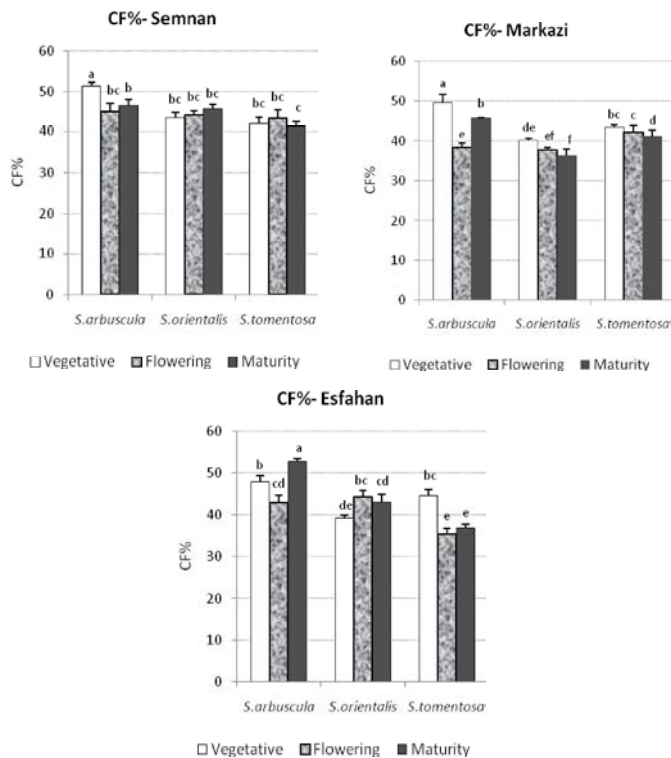 CF%- Semnan
60
50
40
30
20
10
0
CF%
a bc b bc bc bc bc bc c
S.arbuscula S.orientalis S.tomentosa
Vegetative Flowering Maturity
CF%- Markazi
60
50
40
30
20
10
0
CF%
a e b de ef f bc c d
S.arbuscula S.orientalis S.tomentosa
Vegetative Flowering Maturity
CF%- Esfahan
60
50
40
30
20
10
0
CF%
b cd a de bc cd bc e e
S.arbuscula S.orientalis S.tomentosa
Vegetative Flowering Maturity